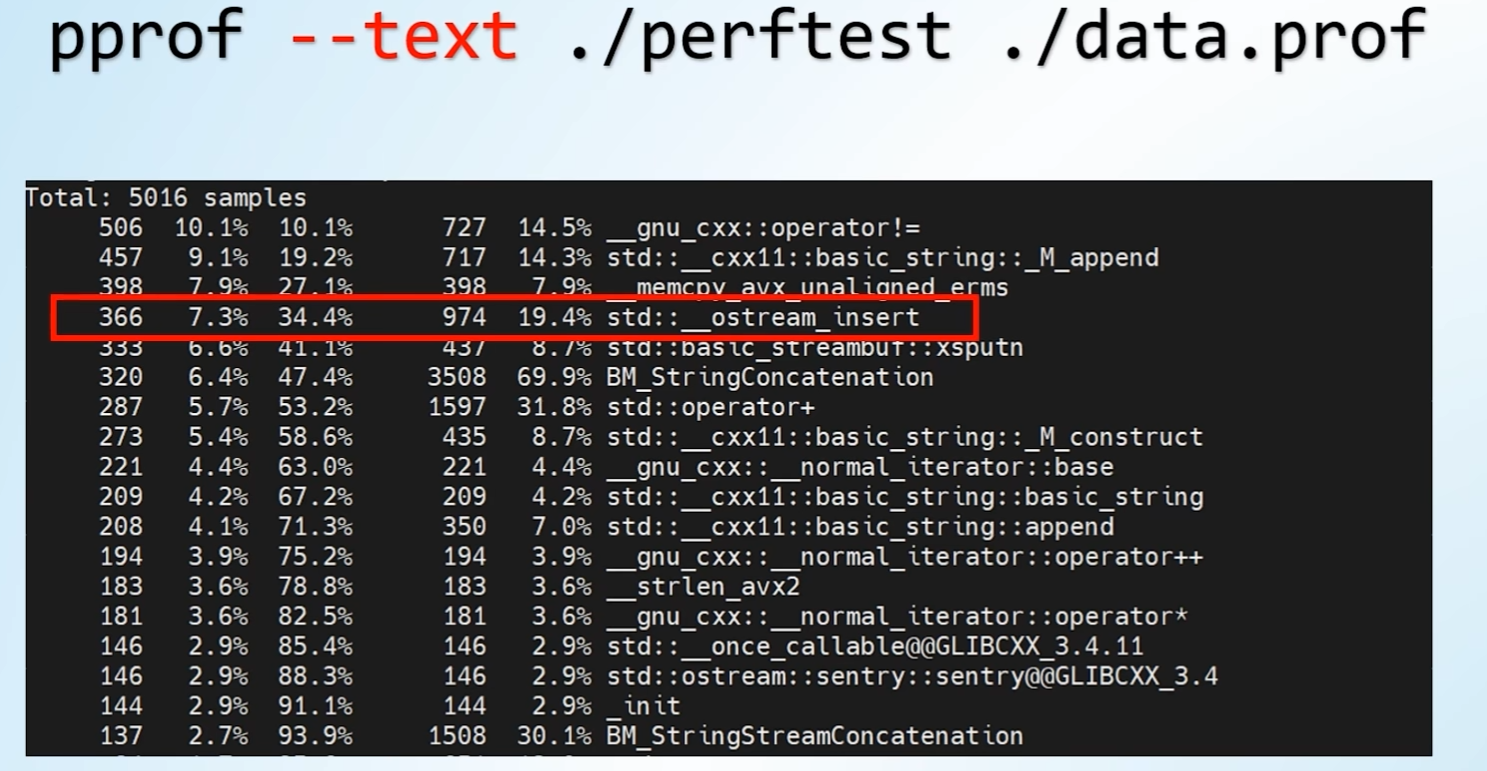 pprof --text ./perftest ./data.prof
Total: 5016 samples
506 10.1% 10.1% 727 14.5% __gnu_cxx::operator!=
457 9.1% 19.2% 717 14.3% std::__cxx11::basic_string::_M_append
398 7.9% 27.1% 398 7.9% __memcpy_avx_unaligned_erms
366 7.3% 34.4% 974 19.4% std::__ostream_insert
333 6.6% 41.1% 437 8.7% std::basic_streambuf::xsputn
320 6.4% 47.4% 3508 69.9% BM_StringConcatenation
287 5.7% 53.2% 1597 31.8% std::operator+
273 5.4% 58.6% 435 8.7% std::__cxx11::basic_string::_M_construct
221 4.4% 63.0% 221 4.4% __gnu_cxx::__normal_iterator::base
209 4.2% 67.2% 209 4.2% std::__cxx11::basic_string::basic_string
208 4.1% 71.3% 350 7.0% std::__cxx11::basic_string::append
194 3.9% 75.2% 194 3.9% __gnu_cxx::__normal_iterator::operator++
183 3.6% 78.8% 183 3.6% __strlen_avx2
181 3.6% 82.5% 181 3.6% __gnu_cxx::__normal_iterator::operator*
146 2.9% 85.4% 146 2.9% std::__once_callable@@GLIBCXX_3.4.11
146 2.9% 88.3% 146 2.9% std::ostream::sentry::sentry@@GLIBCXX_3.4
144 2.9% 91.1% 144 2.9% _init
137 2.7% 93.9% 1508 30.1% BM_StringStreamConcatenation